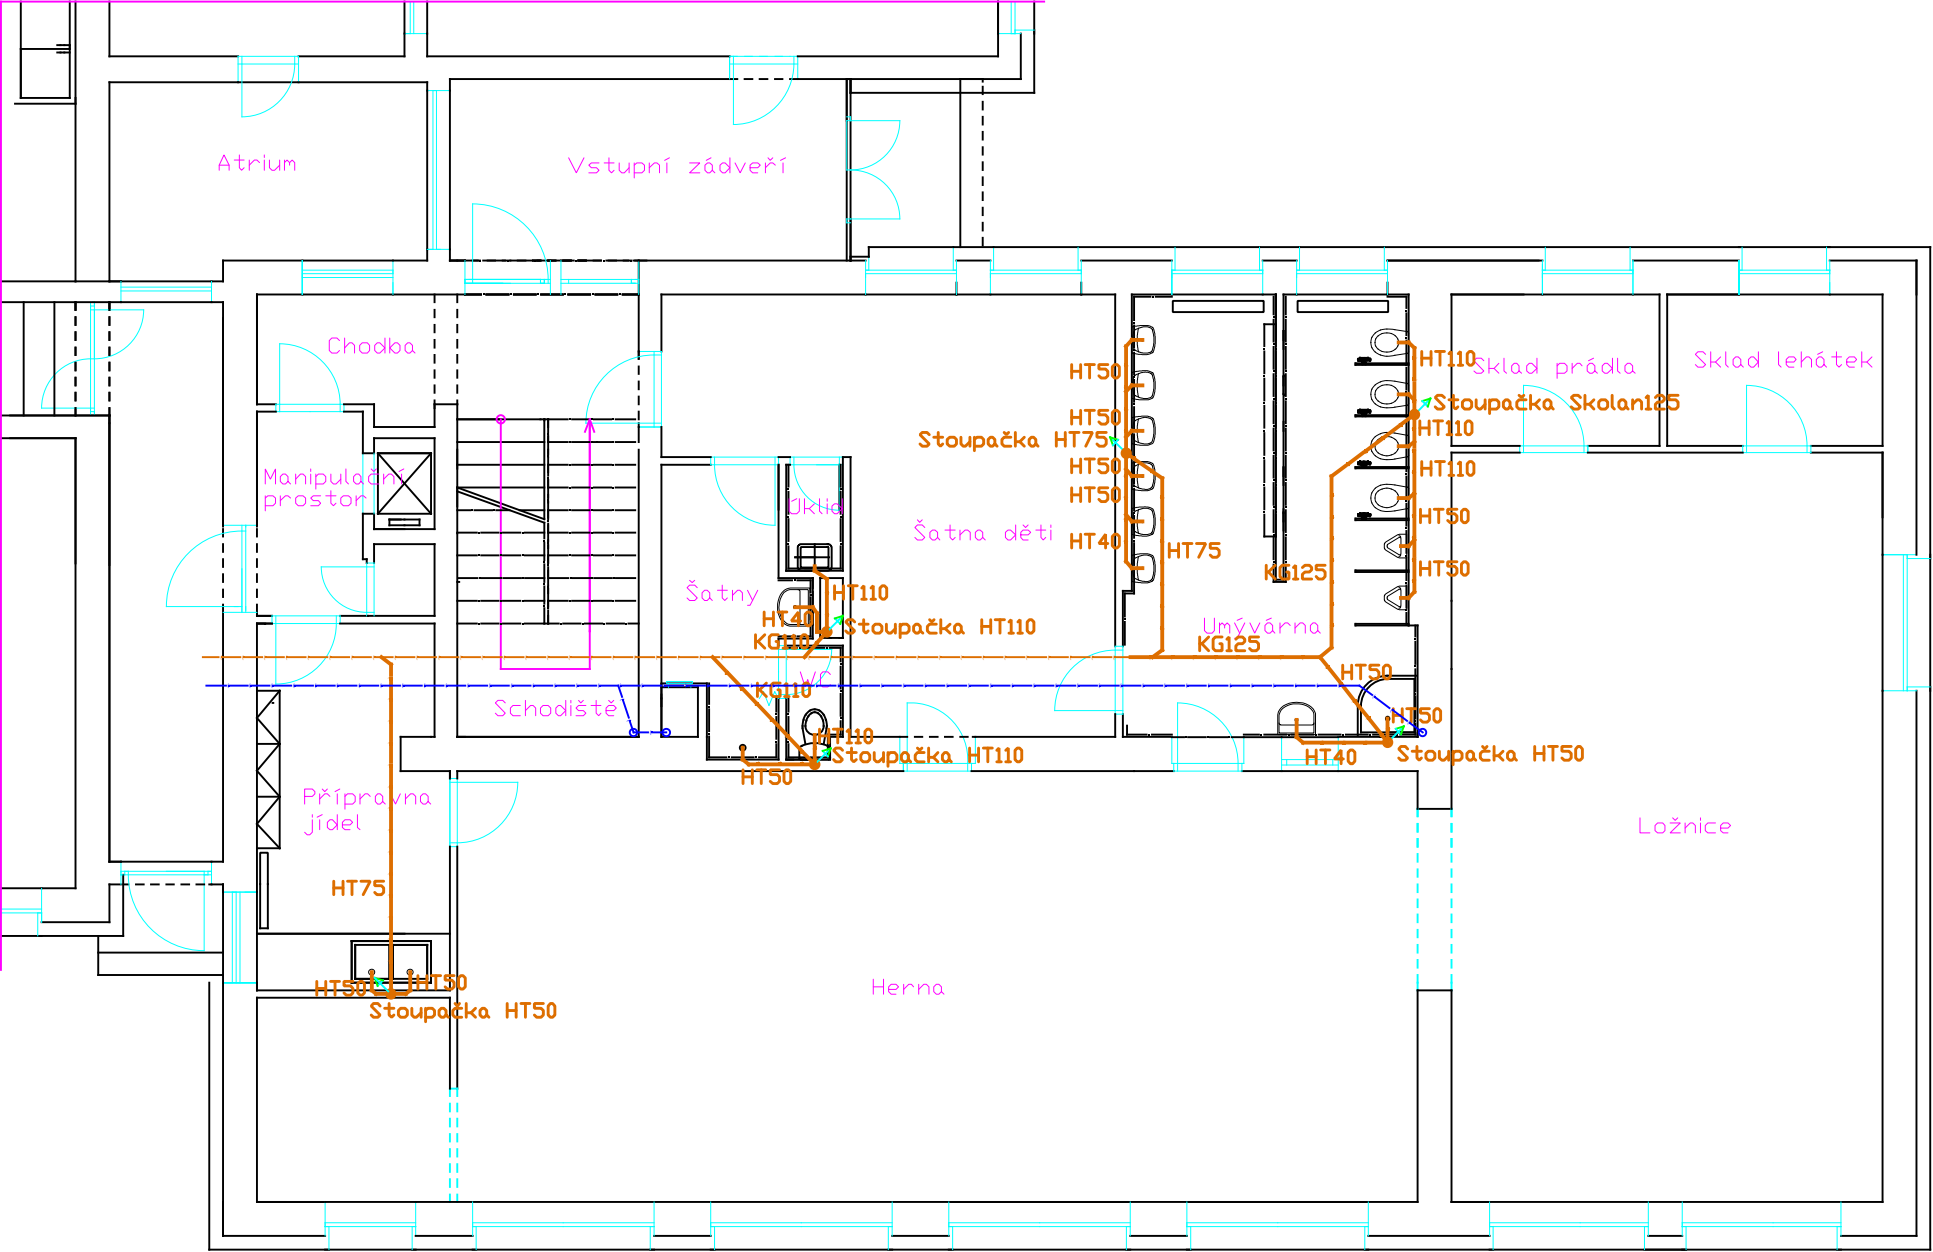 Atrium
Vstupní zádveří
Chodba
HT50
HT110
Sklad prádla
Sklad lehátek
Stoupačka Skolan125
HT50
HT110
Stoupačka HT75
HT50
HT110
Manipulační
prostor
HT50
Úklid
HT50
Šatna děti
HT40
HT75
KG125
HT50
Šatny
HT110
HT40
Stoupačka HT110
Umývárna
KG110
KG125
WC
HT50
KG110
Schodiště
HT50
HT110
Stoupačka HT110
HT40
Stoupačka HT50
HT50
Přípravna
jídel
Ložnice
HT75
HT50
HT50
Herna
Stoupačka HT50